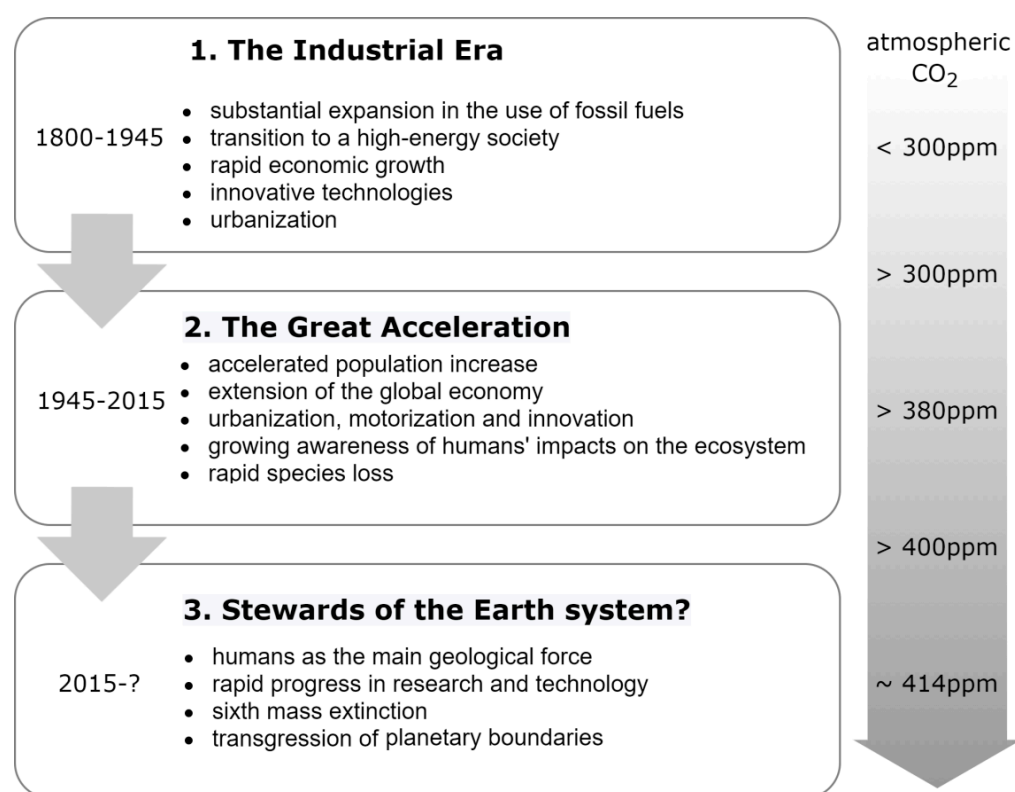 1. The Industrial Era
1800-1945
• substantial expansion in the use of fossil fuels
• transition to a high-energy society
• rapid economic growth
• innovative technologies
• urbanization
2. The Great Acceleration
1945-2015
• accelerated population increase
• extension of the global economy
• urbanization, motorization and innovation
• growing awareness of humans' impacts on the ecosystem
• rapid species loss
3. Stewards of the Earth system?
2015-?
• humans as the main geological force
• rapid progress in research and technology
• sixth mass extinction
• transgression of planetary boundaries
atmospheric
CO₂
< 300ppm
> 300ppm
> 380ppm
> 400ppm
~ 414ppm